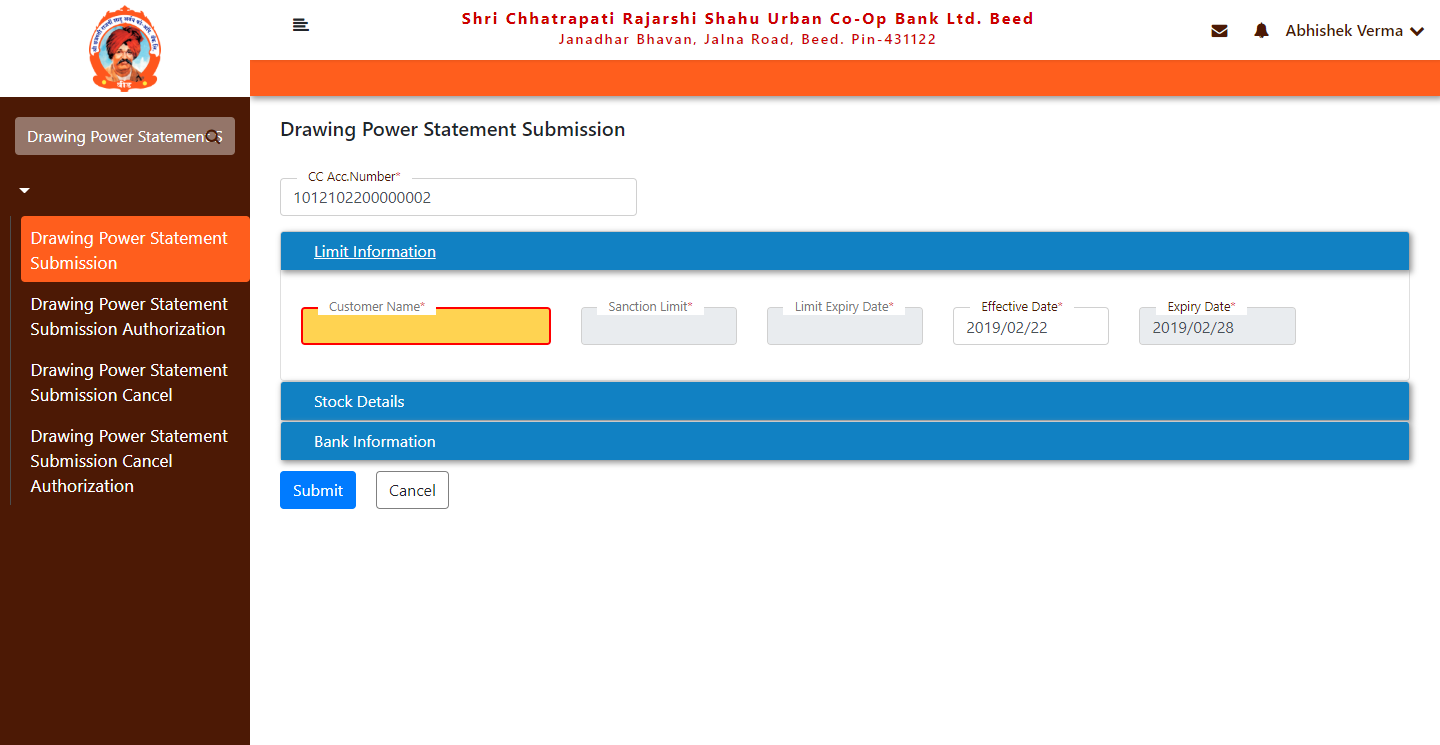 Shri Chhatrapati Rajarshi Shahu Urban Co-Op Bank Ltd. Beed
Janadhar Bhavan, Jalna Road, Beed. Pin-431122
Abhishek Verma
बीड
Drawing Power Statement
Drawing Power Statement Submission
CC Acc.Number*
1012102200000002
Drawing Power Statement
Submission
Drawing Power Statement
Submission Authorization
Drawing Power Statement
Submission Cancel
Drawing Power Statement
Submission Cancel
Authorization
Limit Information
Customer Name*
Sanction Limit*
Limit Expiry Date*
Effective Date*
2019/02/22
Expiry Date*
2019/02/28
Stock Details
Bank Information
Submit
Cancel